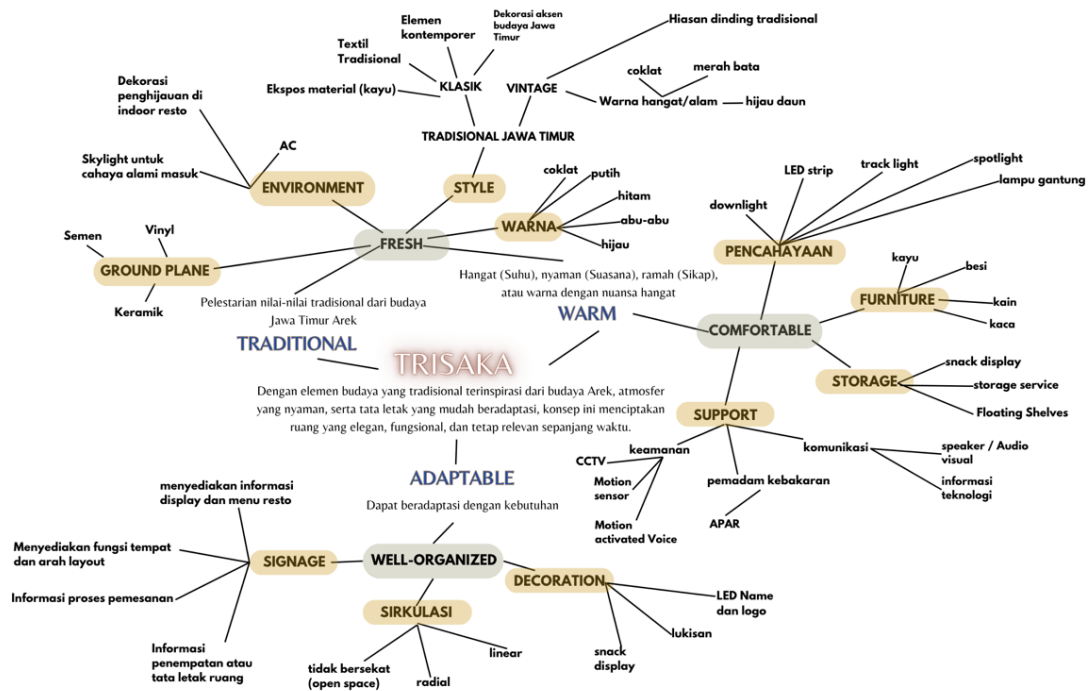 Hiasan dinding tradisional
Dekorasi aksen
budaya Jawa
Timur
Elemen
kontemporer
Textil
Tradisional
Ekspos material (kayu)
KLASIK
VINTAGE
coklat
merah bata
Warna hangat/alam
hijau daun
TRADISIONAL JAWA TIMUR
Dekorasi
penghijauan di
indoor resto
AC
Skylight untuk
cahaya alami masuk
ENVIRONMENT
STYLE
coklat
putih
hitam
abu-abu
hijau
WARNA
FRESH
Semen
Vinyl
GROUND PLANE
Keramik
LED strip
track light
spotlight
lampu gantung
downlight
PENCAHAYAAN
kayu
besi
FURNITURE
kain
kaca
Hangat (Suhu), nyaman (Suasana), ramah (Sikap),
atau warna dengan nuansa hangat
WARM
COMFORTABLE
Pelestarian nilai-nilai tradisional dari budaya
Jawa Timur Arek
TRADITIONAL
TRISAKA
Dengan elemen budaya yang tradisional terinspirasi dari budaya Arek, atmosfer
yang nyaman, serta tata letak yang mudah beradaptasi, konsep ini menciptakan
ruang yang elegan, fungsional, dan tetap relevan sepanjang waktu.
snack display
STORAGE
storage service
Floating Shelves
SUPPORT
keamanan
CCTV
Motion
sensor
Motion
activated Voice
pemadam kebakaran
APAR
komunikasi
speaker / Audio
visual
informasi
teknologi
ADAPTABLE
Dapat beradaptasi dengan kebutuhan
menyediakan informasi
display dan menu resto
Menyediakan fungsi tempat
dan arah layout
SIGNAGE
Informasi proses pemesanan
Informasi
penempatan atau
tata letak ruang
WELL-ORGANIZED
DECORATION
LED Name
dan logo
lukisan
snack
display
SIRKULASI
linear
tidak bersekat
(open space)
radial